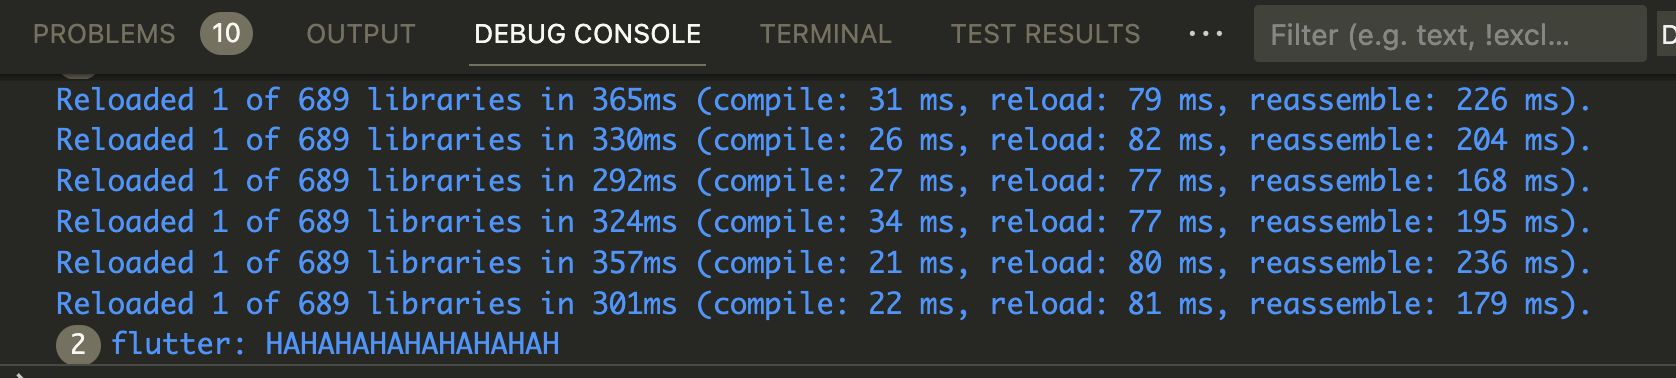 PROBLEMS 10 OUTPUT DEBUG CONSOLE TERMINAL TEST RESULTS ... Filter (e.g. text, !excl... D
Reloaded 1 of 689 libraries in 365ms (compile: 31 ms, reload: 79 ms, reassemble: 226 ms).
Reloaded 1 of 689 libraries in 330ms (compile: 26 ms, reload: 82 ms, reassemble: 204 ms).
Reloaded 1 of 689 libraries in 292ms (compile: 27 ms, reload: 77 ms, reassemble: 168 ms).
Reloaded 1 of 689 libraries in 324ms (compile: 34 ms, reload: 77 ms, reassemble: 195 ms).
Reloaded 1 of 689 libraries in 357ms (compile: 21 ms, reload: 80 ms, reassemble: 236 ms).
Reloaded 1 of 689 libraries in 301ms (compile: 22 ms, reload: 81 ms, reassemble: 179 ms).
2 flutter: HAHAHAHAHAHAHAHAH